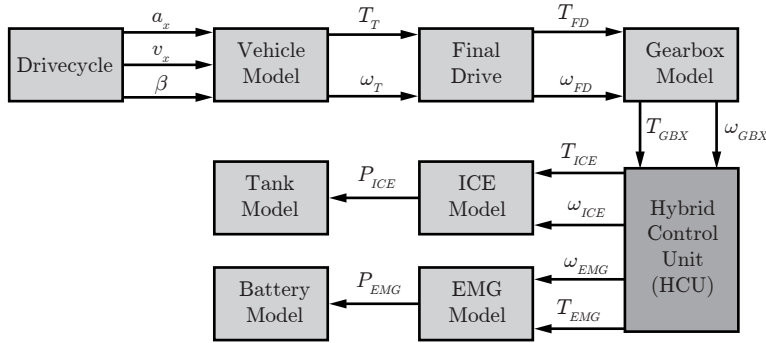 a_x
v_x
β
Drivecycle
Vehicle
Model
T_T
ω_T
Final
Drive
T_FD
ω_FD
Gearbox
Model
T_GBX
ω_GBX
Tank
Model
P_ICE
ICE
Model
T_ICE
ω_ICE
Hybrid
Control
Unit
(HCU)
Battery
Model
P_EMG
EMG
Model
ω_EMG
T_EMG